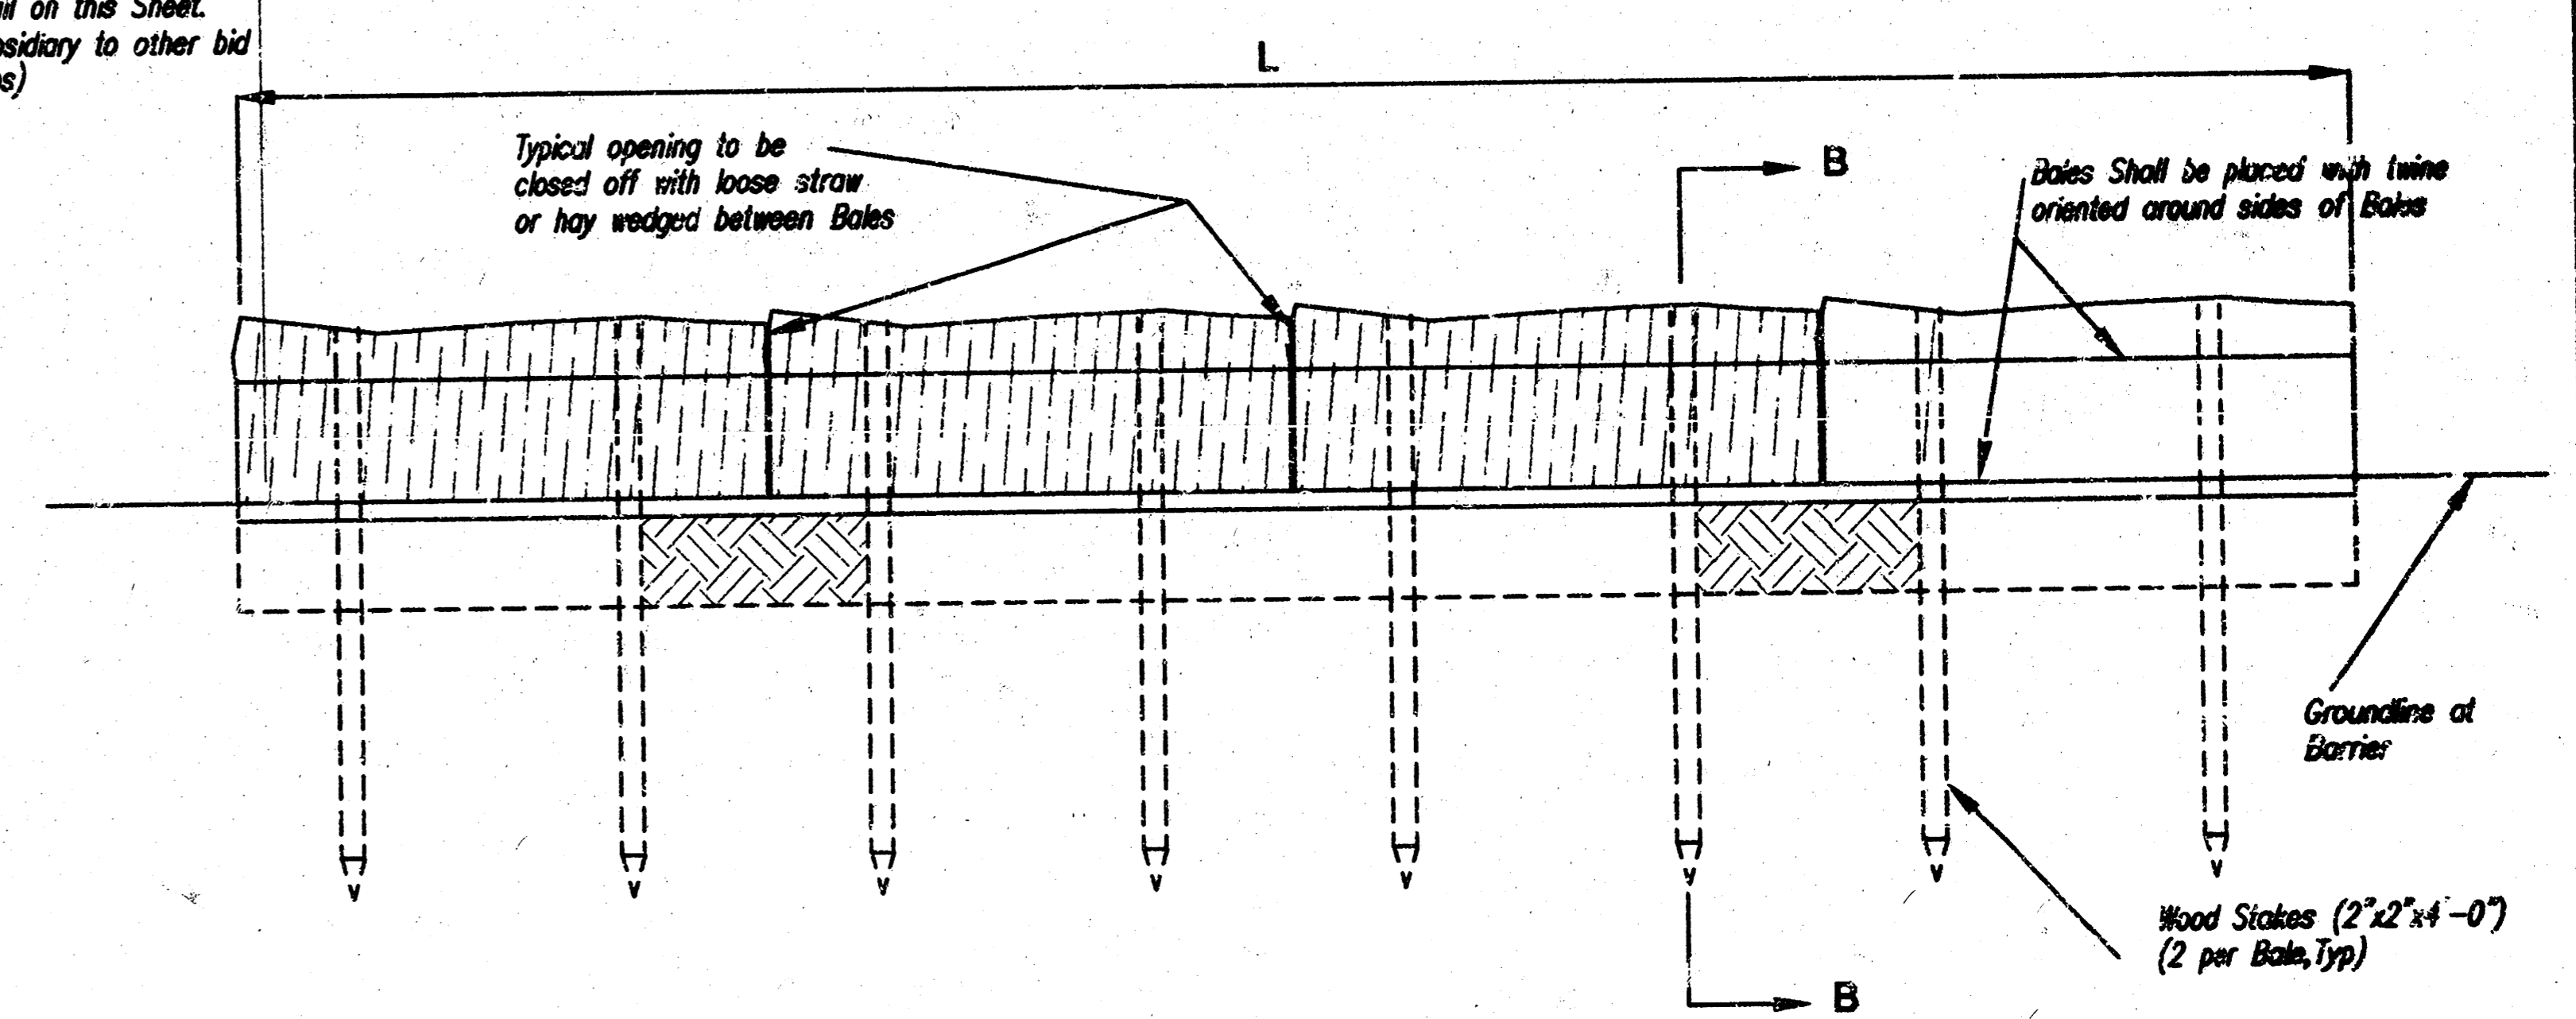 on this Sheet.
to other bid
L
Typical opening to be
closed off with loose straw
or hay wedged between Bales
B
Bales Shall be placed with twine
oriented around sides of Bales
Groundline at
Barrier
Wood Stakes (2"x2"x4'-0")
(2 per Bale,Typ)
B